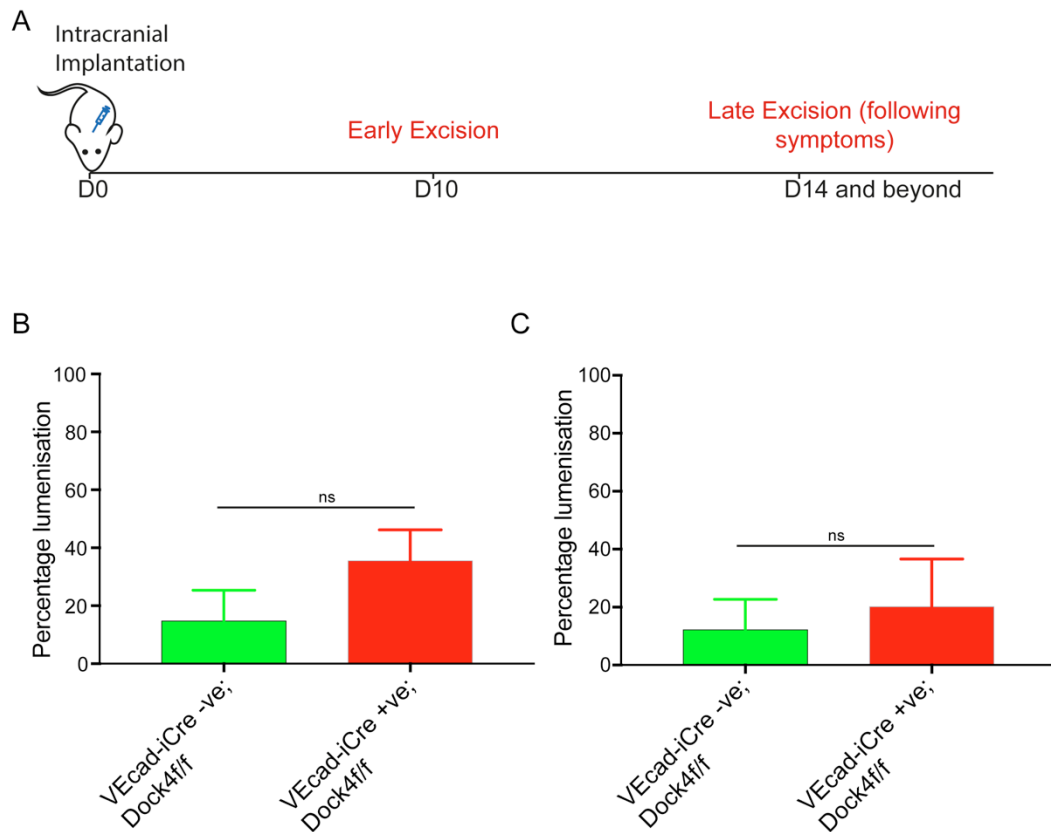 A
Intracranial
Implantation
Early Excision
Late Excision (following
symptoms)
D0
D10
D14 and beyond
B
Percentage lumenisation
100
80
60
40
20
0
ns
VEcad-iCre -ve;
Dock4f/f
VEcad-iCre +ve;
Dock4f/f
C
Percentage lumenisation
100
80
60
40
20
0
ns
VEcad-iCre -ve;
Dock4f/f
VEcad-iCre +ve;
Dock4f/f